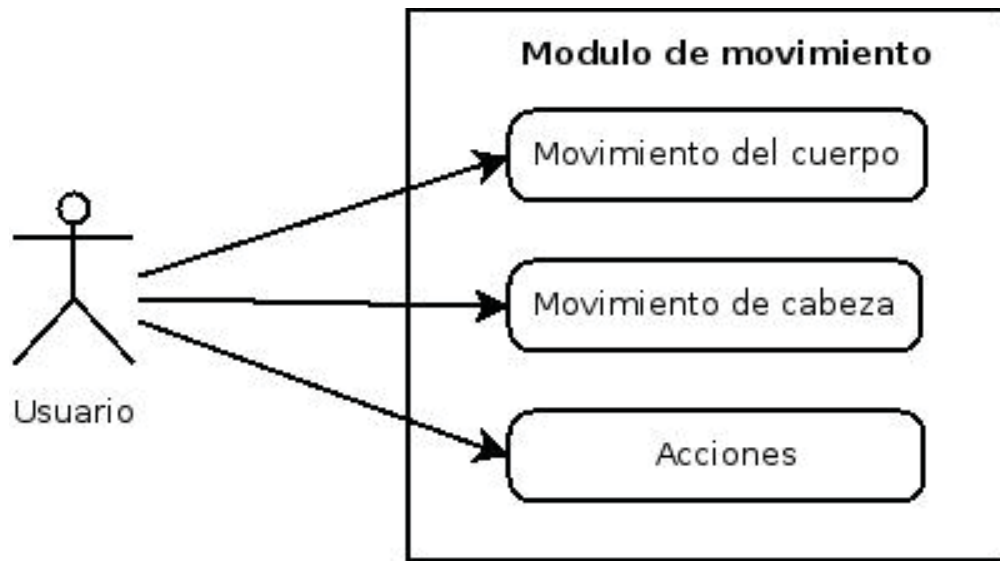 Modulo de movimiento
Movimiento del cuerpo
Movimiento de cabeza
Usuario
Acciones